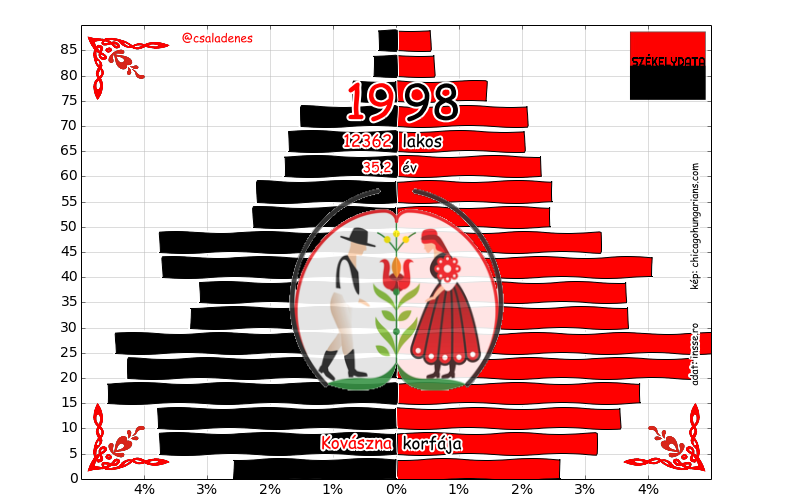 @csaladenes
SZÉKELYDATA
1998
12362 lakos
35.2 év
kép: chicagohungarians.com
adat: insse.ro
Kovászna korfája
85
80
75
70
65
60
55
50
45
40
35
30
25
20
15
10
5
0
4% 3% 2% 1% 0% 1% 2% 3% 4%